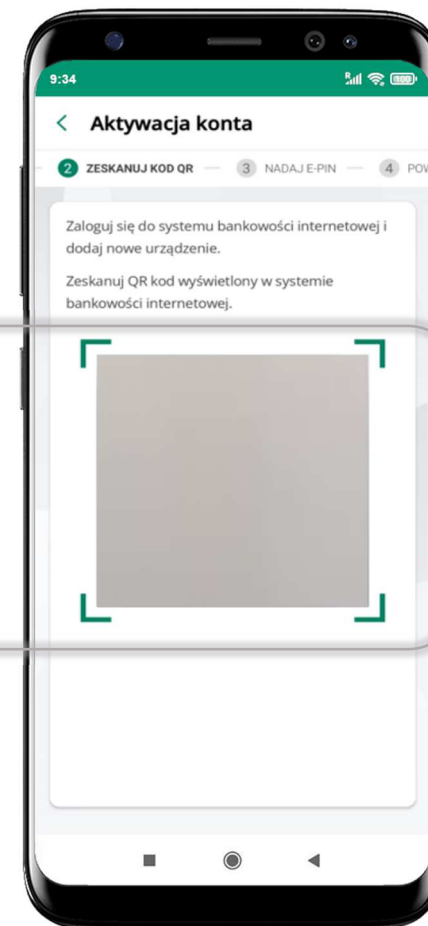 9:34
Aktywacja konta
2 ZESKANUJ KOD QR 3 NADAJ E-PIN 4
Zaloguj się do systemu bankowości internetowej i
dodaj nowe urządzenie.
Zeskanuj QR kod wyświetlony w systemie
bankowości internetowej.